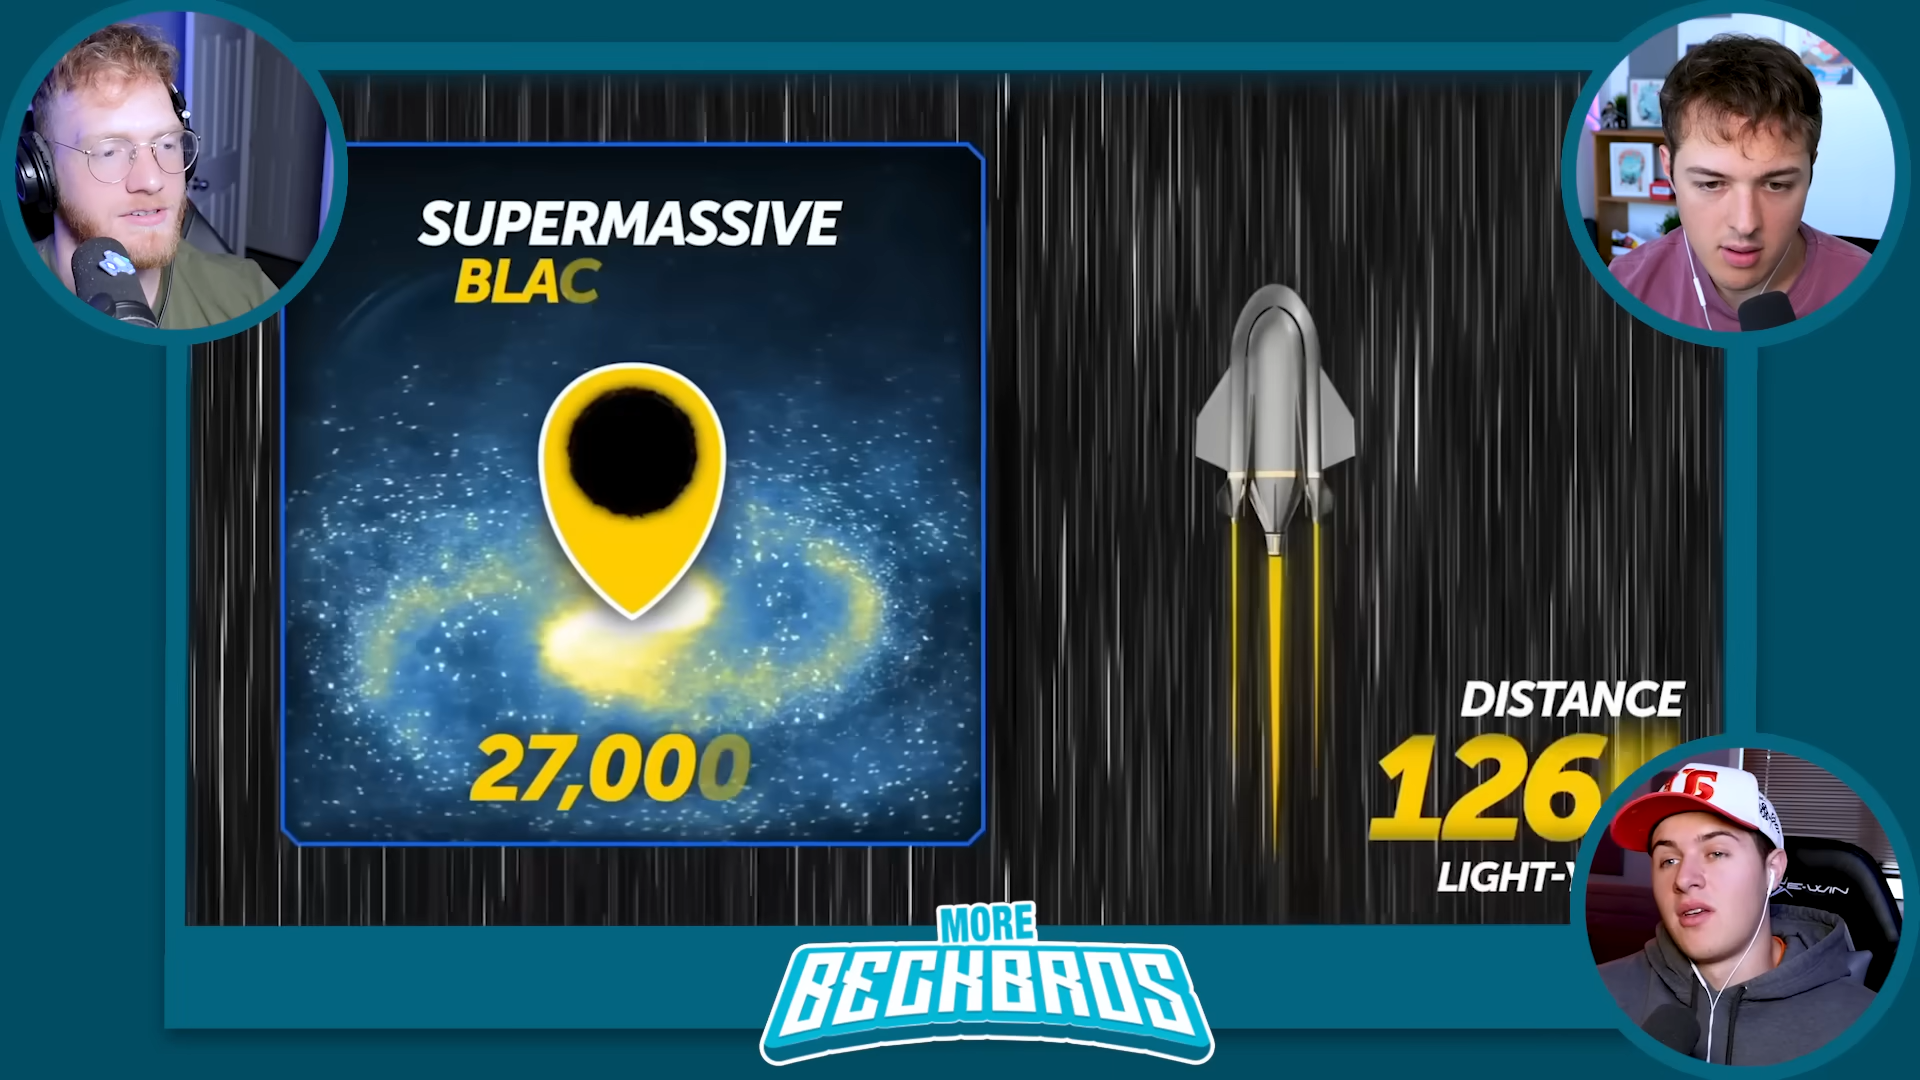 SUPERMASSIVE
BLAC
27,000
DISTANCE
126
LIGHT-Y
MORE
BECKBROS